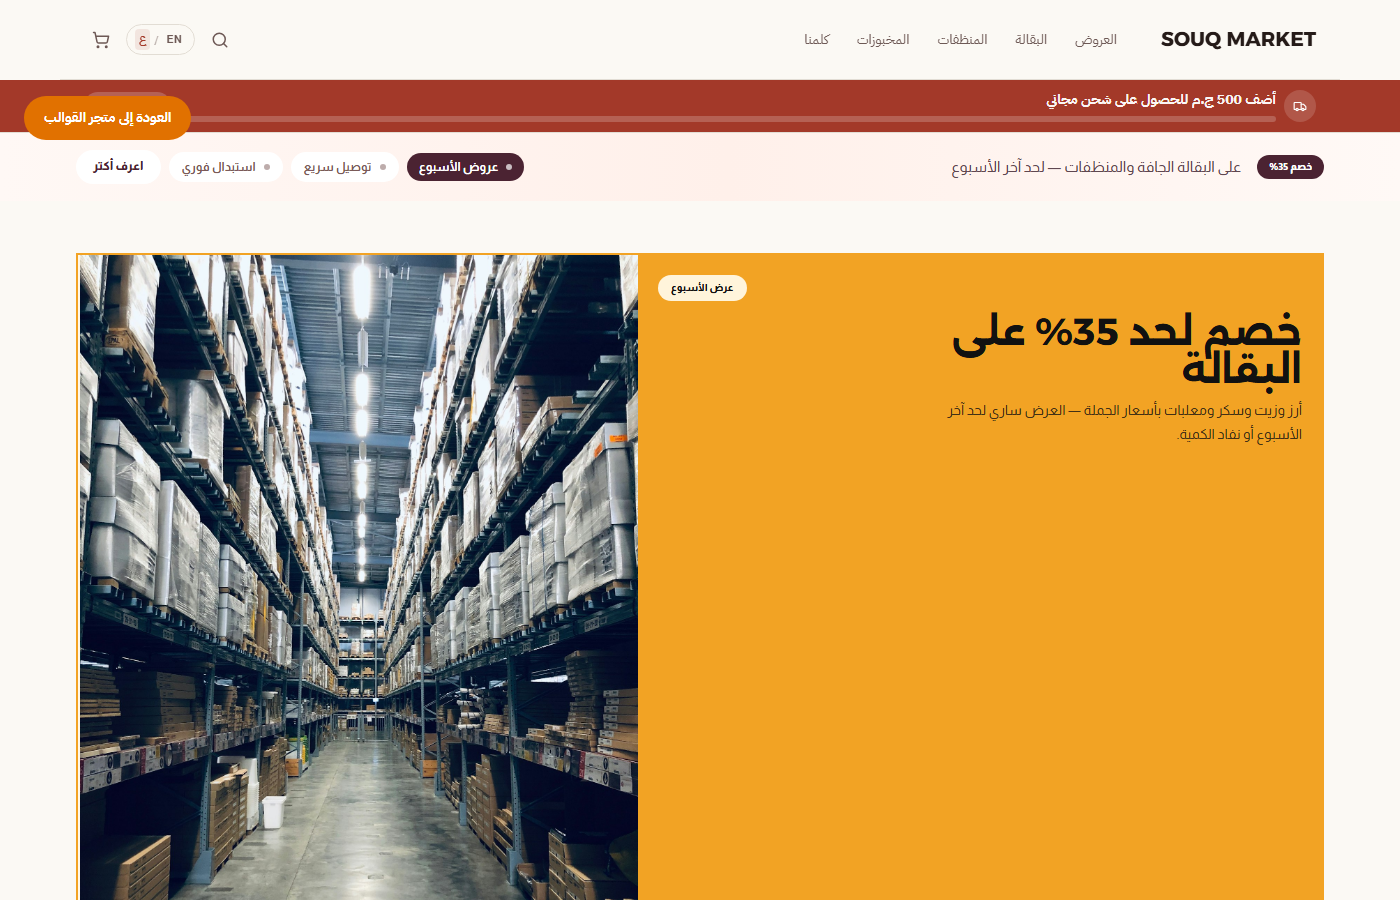 SOUQ MARKET
العروض
البقالة
المنظفات
المخبوزات
كلمنا
EN / ع
أضف 500 ج.م للحصول على شحن مجاني
العودة إلى متجر القوالب
خصم 35%
على البقالة الجافة والمنظفات — لحد آخر الأسبوع
عروض الأسبوع
توصيل سريع
استبدال فوري
اعرف أكتر
عرض الأسبوع
خصم لحد 35% على
البقالة
أرز وزيت وسكر ومعلبات بأسعار الجملة — العرض ساري لحد آخر
الأسبوع أو نفاد الكمية.